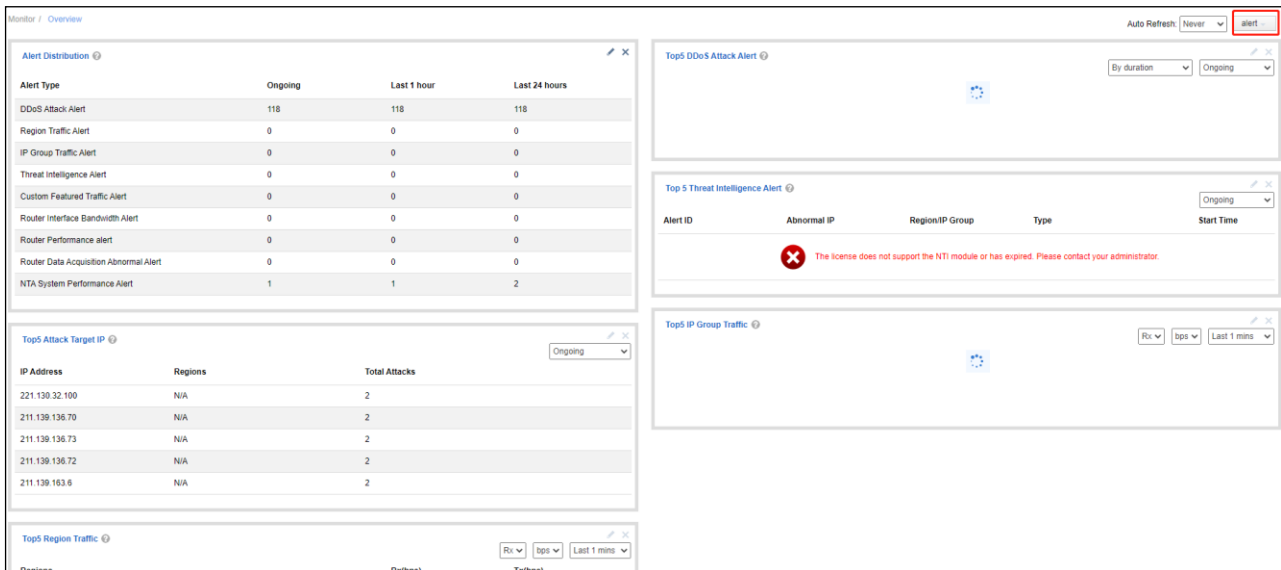 Monitor / Overview
Auto Refresh: Never alert
Alert Distribution
Alert Type Ongoing Last 1 hour Last 24 hours
DDoS Attack Alert 118 118 118
Region Traffic Alert 0 0 0
IP Group Traffic Alert 0 0 0
Threat Intelligence Alert 0 0 0
Custom Featured Traffic Alert 0 0 0
Router Interface Bandwidth Alert 0 0 0
Router Performance alert 0 0 0
Router Data Acquisition Abnormal Alert 0 0 0
NTA System Performance Alert 1 1 2
Top5 Attack Target IP
Ongoing
IP Address Regions Total Attacks
221.130.32.100 N/A 2
211.139.136.70 N/A 2
211.139.136.73 N/A 2
211.139.136.72 N/A 2
211.139.163.6 N/A 2
Top5 Region Traffic
Rx bps Last 1 mins
Regions Rx(bps) Tx(bps)
Top5 DDoS Attack Alert
By duration Ongoing
Top 5 Threat Intelligence Alert
Ongoing
Alert ID Abnormal IP Region/IP Group Type Start Time
The license does not support the NTI module or has expired. Please contact your administrator.
Top5 IP Group Traffic
Rx bps Last 1 mins